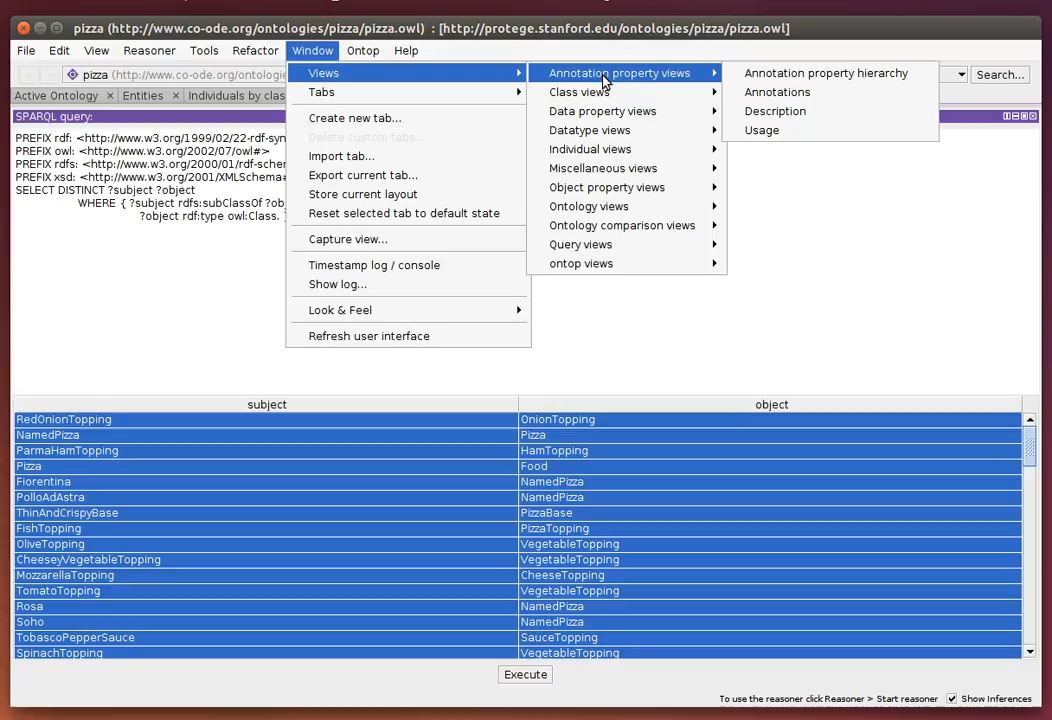 pizza (http://www.co-ode.org/ontologies/pizza/pizza.owl) : [http://protege.stanford.edu/ontologies/pizza/pizza.owl]
File Edit View Reasoner Tools Refactor Window Ontop Help
pizza (http://www.co-ode.org/ontologie
Search...
Active Ontology × Entities × Individuals by clas
SPARQL query:
PREFIX rdf: <http://www.w3.org/1999/02/22-rdf-syn
PREFIX owl: <http://www.w3.org/2002/07/owl#>
PREFIX rdfs: <http://www.w3.org/2000/01/rdf-schem
PREFIX xsd: <http://www.w3.org/2001/XMLSchema#
SELECT DISTINCT ?subject ?object
WHERE { ?subject rdfs:subClassOf ?ob
?object rdf:type owl:Class.
Views
Tabs
Create new tab...
Delete custom tabs...
Import tab...
Export current tab...
Store current layout
Reset selected tab to default state
Capture view...
Timestamp log / console
Show log...
Look & Feel
Refresh user interface
Annotation property views
Class views
Data property views
Datatype views
Individual views
Miscellaneous views
Object property views
Ontology views
Ontology comparison views
Query views
ontop views
Annotation property hierarchy
Annotations
Description
Usage
subject object
RedOnionTopping OnionTopping
NamedPizza Pizza
ParmaHamTopping HamTopping
Pizza Food
Fiorentina NamedPizza
PolloAdAstra NamedPizza
ThinAndCrispyBase PizzaBase
FishTopping PizzaTopping
OliveTopping VegetableTopping
CheeseyVegetableTopping VegetableTopping
MozzarellaTopping CheeseTopping
TomatoTopping VegetableTopping
Rosa NamedPizza
Soho NamedPizza
TobascoPepperSauce SauceTopping
SpinachTopping VegetableTopping
Execute
To use the reasoner click Reasoner > Start reasoner Show Inferences